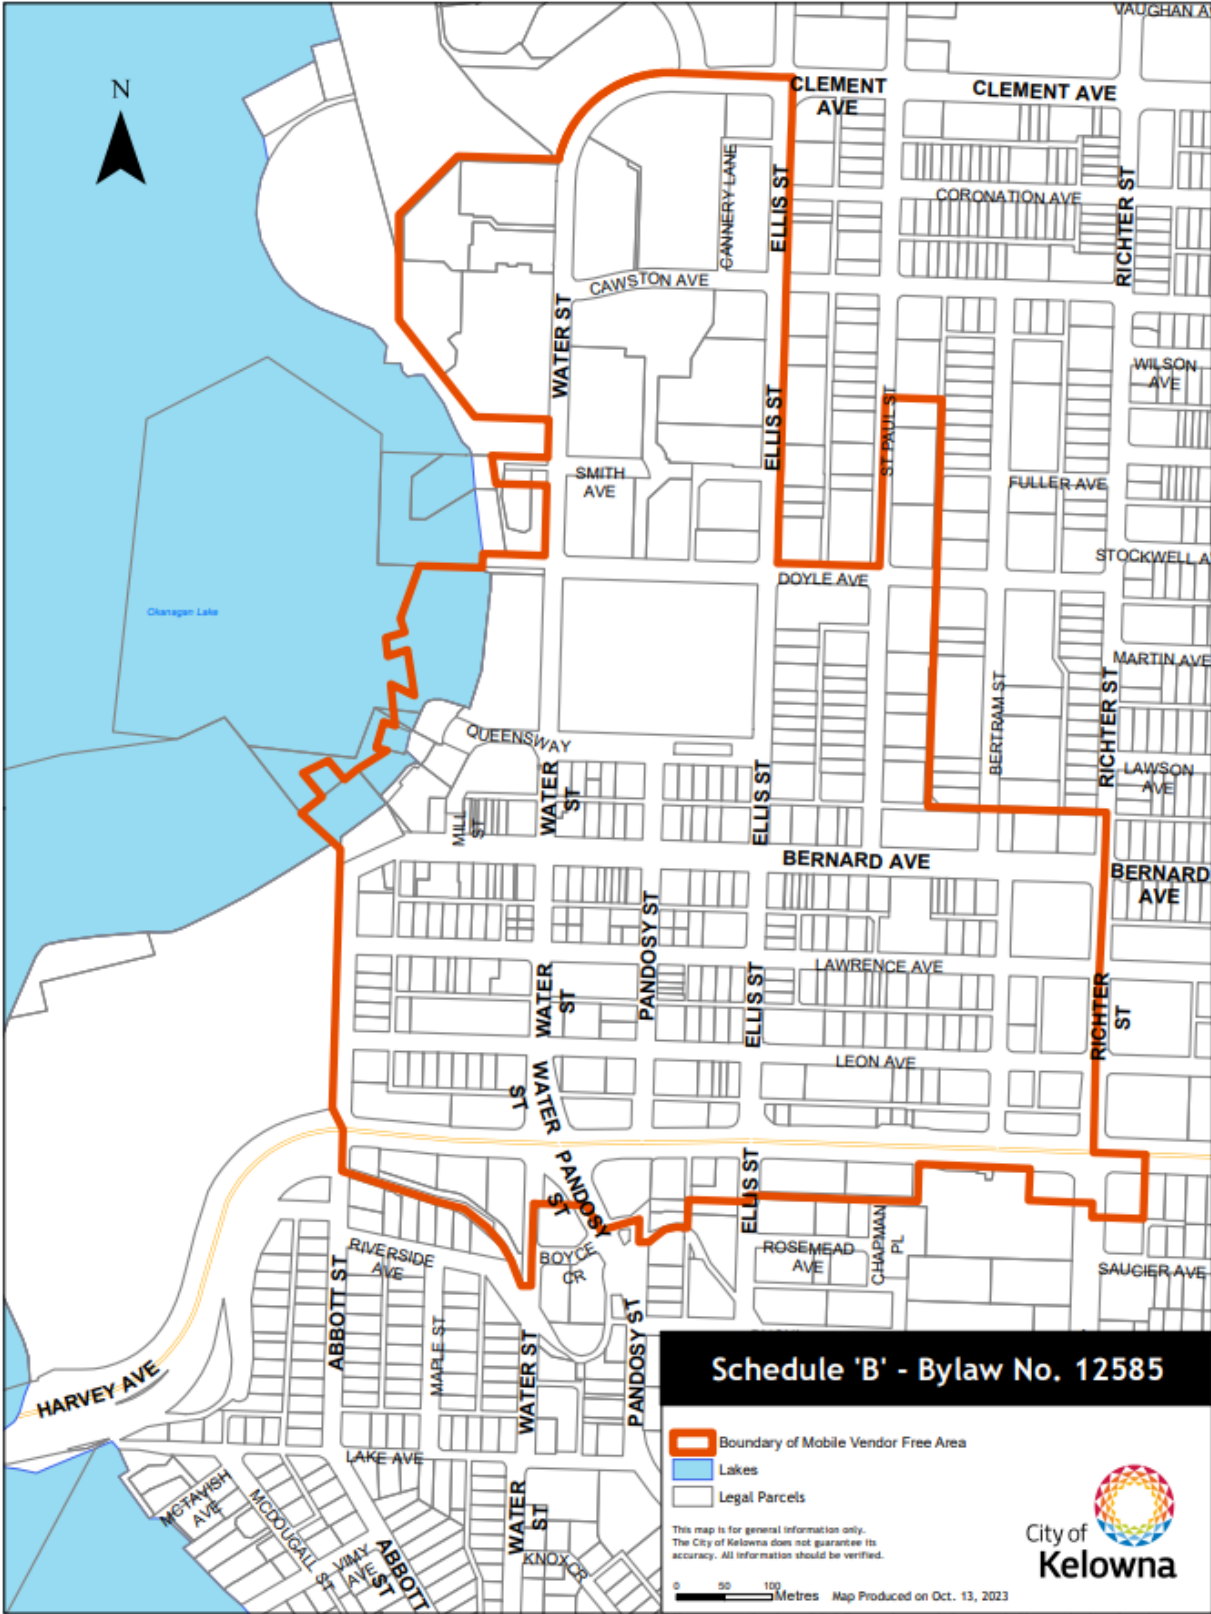 VAUGHAN A
N
CLEMENT
AVE
CLEMENT AVE
CANNERY LANE
ELLIS ST
CORONATION AVE
RICHTER ST
CAWSTON AVE
WATER ST
WILSON
AVE
ELLIS ST
ST PAUL ST
SMITH
AVE
FULLER AVE
STOCKWELL A
DOYLE AVE
Okanagan Lake
MARTIN AVE
BERTRAM ST
RICHTER ST
QUEENSWAY
WATER
ST
ELLIS ST
LAWSON
AVE
MILL
ST
BERNARD AVE
BERNARD
AVE
PANDOSY ST
LAWRENCE AVE
WATER
ST
ELLIS ST
RICHTER
ST
LEON AVE
WATER
ST
PANDOSY
ST
ELLIS ST
RIVERSIDE
AVE
BOYCE
CR
ROSEMEAD
AVE
CHAPMAN
PL
SAUCIER AVE
ABBOTT ST
MAPLE ST
WATER ST
PANDOSY ST
HARVEY AVE
LAKE AVE
MCTAVISH
AVE
MCDOUGALL ST
VIMY
AVE
ABBOTT
ST
WATER
ST
KNOX CR
Schedule 'B' - Bylaw No. 12585
Boundary of Mobile Vendor Free Area
Lakes
Legal Parcels
This map is for general information only.
The City of Kelowna does not guarantee its
accuracy. All information should be verified.
0 50 100
Metres Map Produced on Oct. 13, 2023
City of
Kelowna